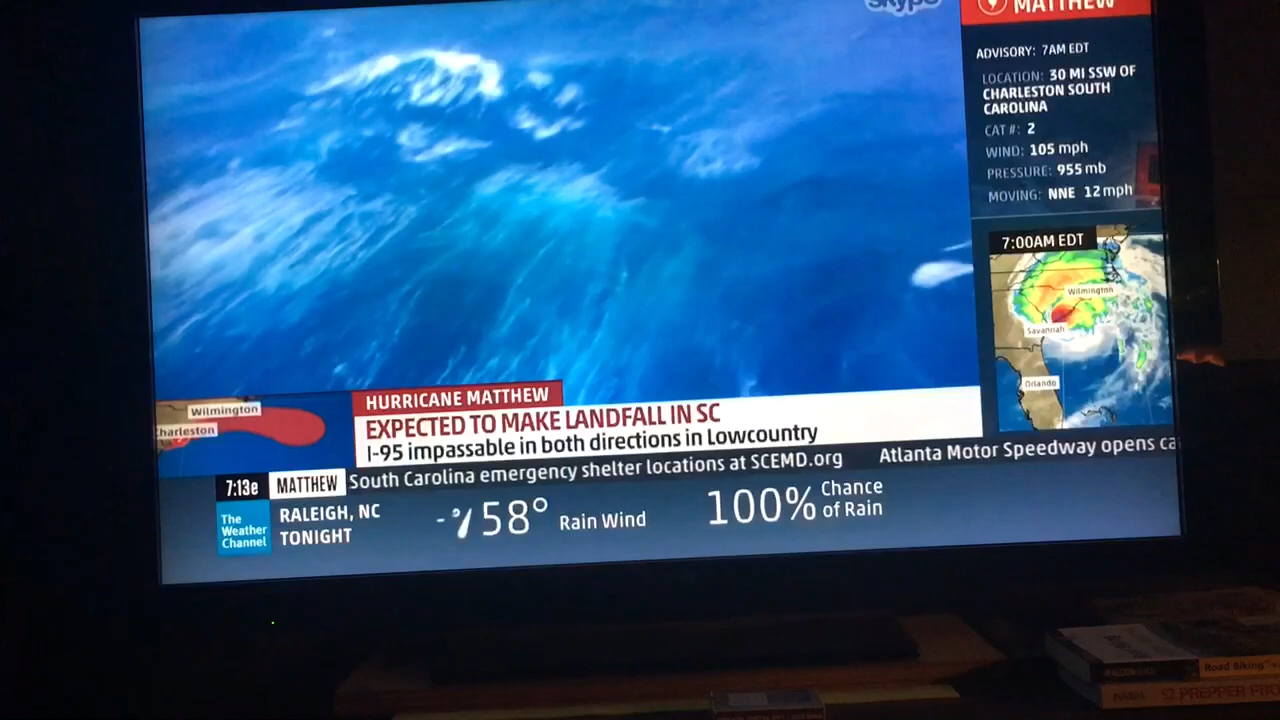 Skype
MATTHEW
ADVISORY: 7AM EDT
LOCATION: 30 MI SSW OF
CHARLESTON SOUTH
CAROLINA
CAT #: 2
WIND: 105 mph
PRESSURE: 955 mb
MOVING: NNE 12 mph
7:00AM EDT
Wilmington
Savannah
Orlando
Wilmington
Charleston
HURRICANE MATTHEW
EXPECTED TO MAKE LANDFALL IN SC
I-95 impassable in both directions in Lowcountry
7:13e MATTHEW South Carolina emergency shelter locations at SCEMD.org Atlanta Motor Speedway opens ca
The
Weather
Channel
RALEIGH, NC
TONIGHT
58° Rain Wind
100% Chance
of Rain
Road Biking
PREPPER